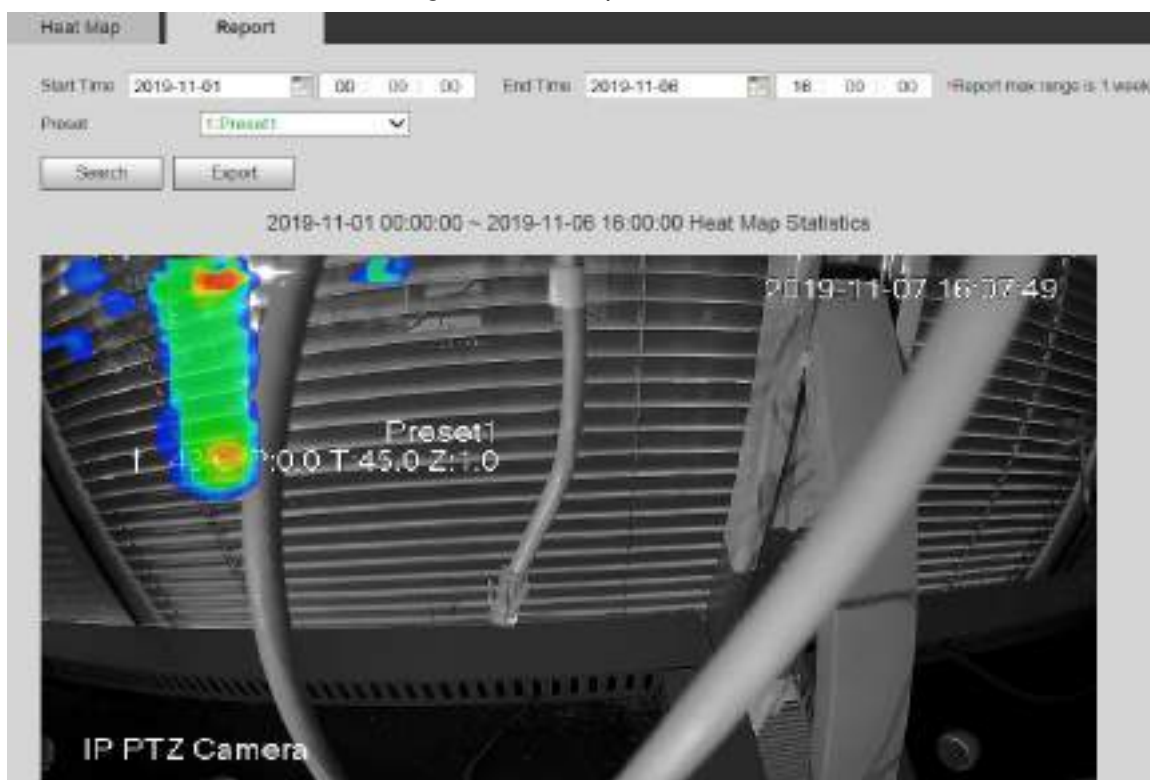 Heat Map Report
Start Time 2019-11-01 00 : 00 : 00 End Time 2019-11-06 16 : 00 : 00 *Report max range is 1 week
Preset 1:Preset1
Search Export
2019-11-01 00:00:00 ~ 2019-11-06 16:00:00 Heat Map Statistics
2019-11-07 16:07:49
Preset1
P:0.0 T:45.0 Z:1.0
IP PTZ Camera